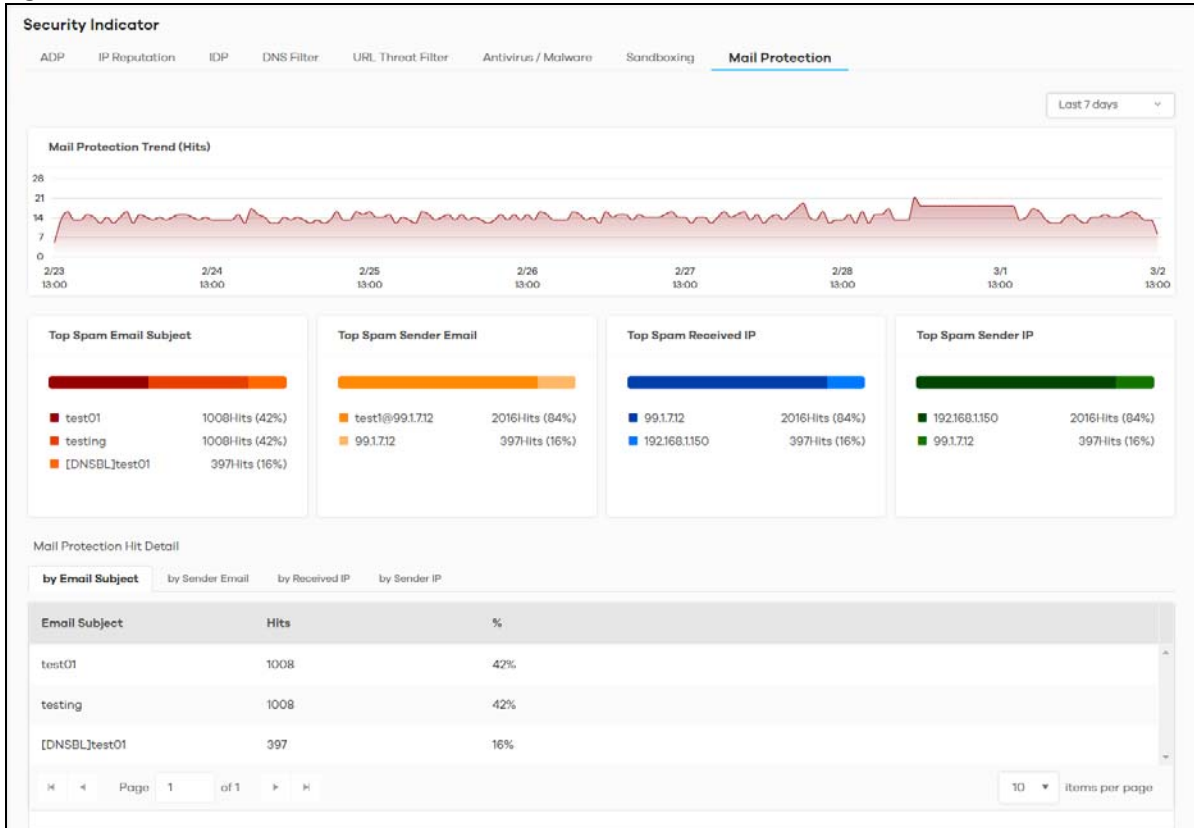 Security Indicator
ADP IP Reputation IDP DNS Filter URL Threat Filter Antivirus / Malware Sandboxing Mail Protection
Last 7 days
Mail Protection Trend (Hits)
28
21
14
7
0
2/23 2/24 2/25 2/26 2/27 2/28 3/1 3/2
13:00 13:00 13:00 13:00 13:00 13:00 13:00 13:00
Top Spam Email Subject
test01 1008Hits (42%)
testing 1008Hits (42%)
[DNSBL]test01 397Hits (16%)
Top Spam Sender Email
test1@99.1.7.12 2016Hits (84%)
99.1.7.12 397Hits (16%)
Top Spam Received IP
99.1.7.12 2016Hits (84%)
192.168.1.150 397Hits (16%)
Top Spam Sender IP
192.168.1.150 2016Hits (84%)
99.1.7.12 397Hits (16%)
Mail Protection Hit Detail
by Email Subject by Sender Email by Received IP by Sender IP
Email Subject Hits %
test01 1008 42%
testing 1008 42%
[DNSBL]test01 397 16%
Page 1 of 1 10 items per page